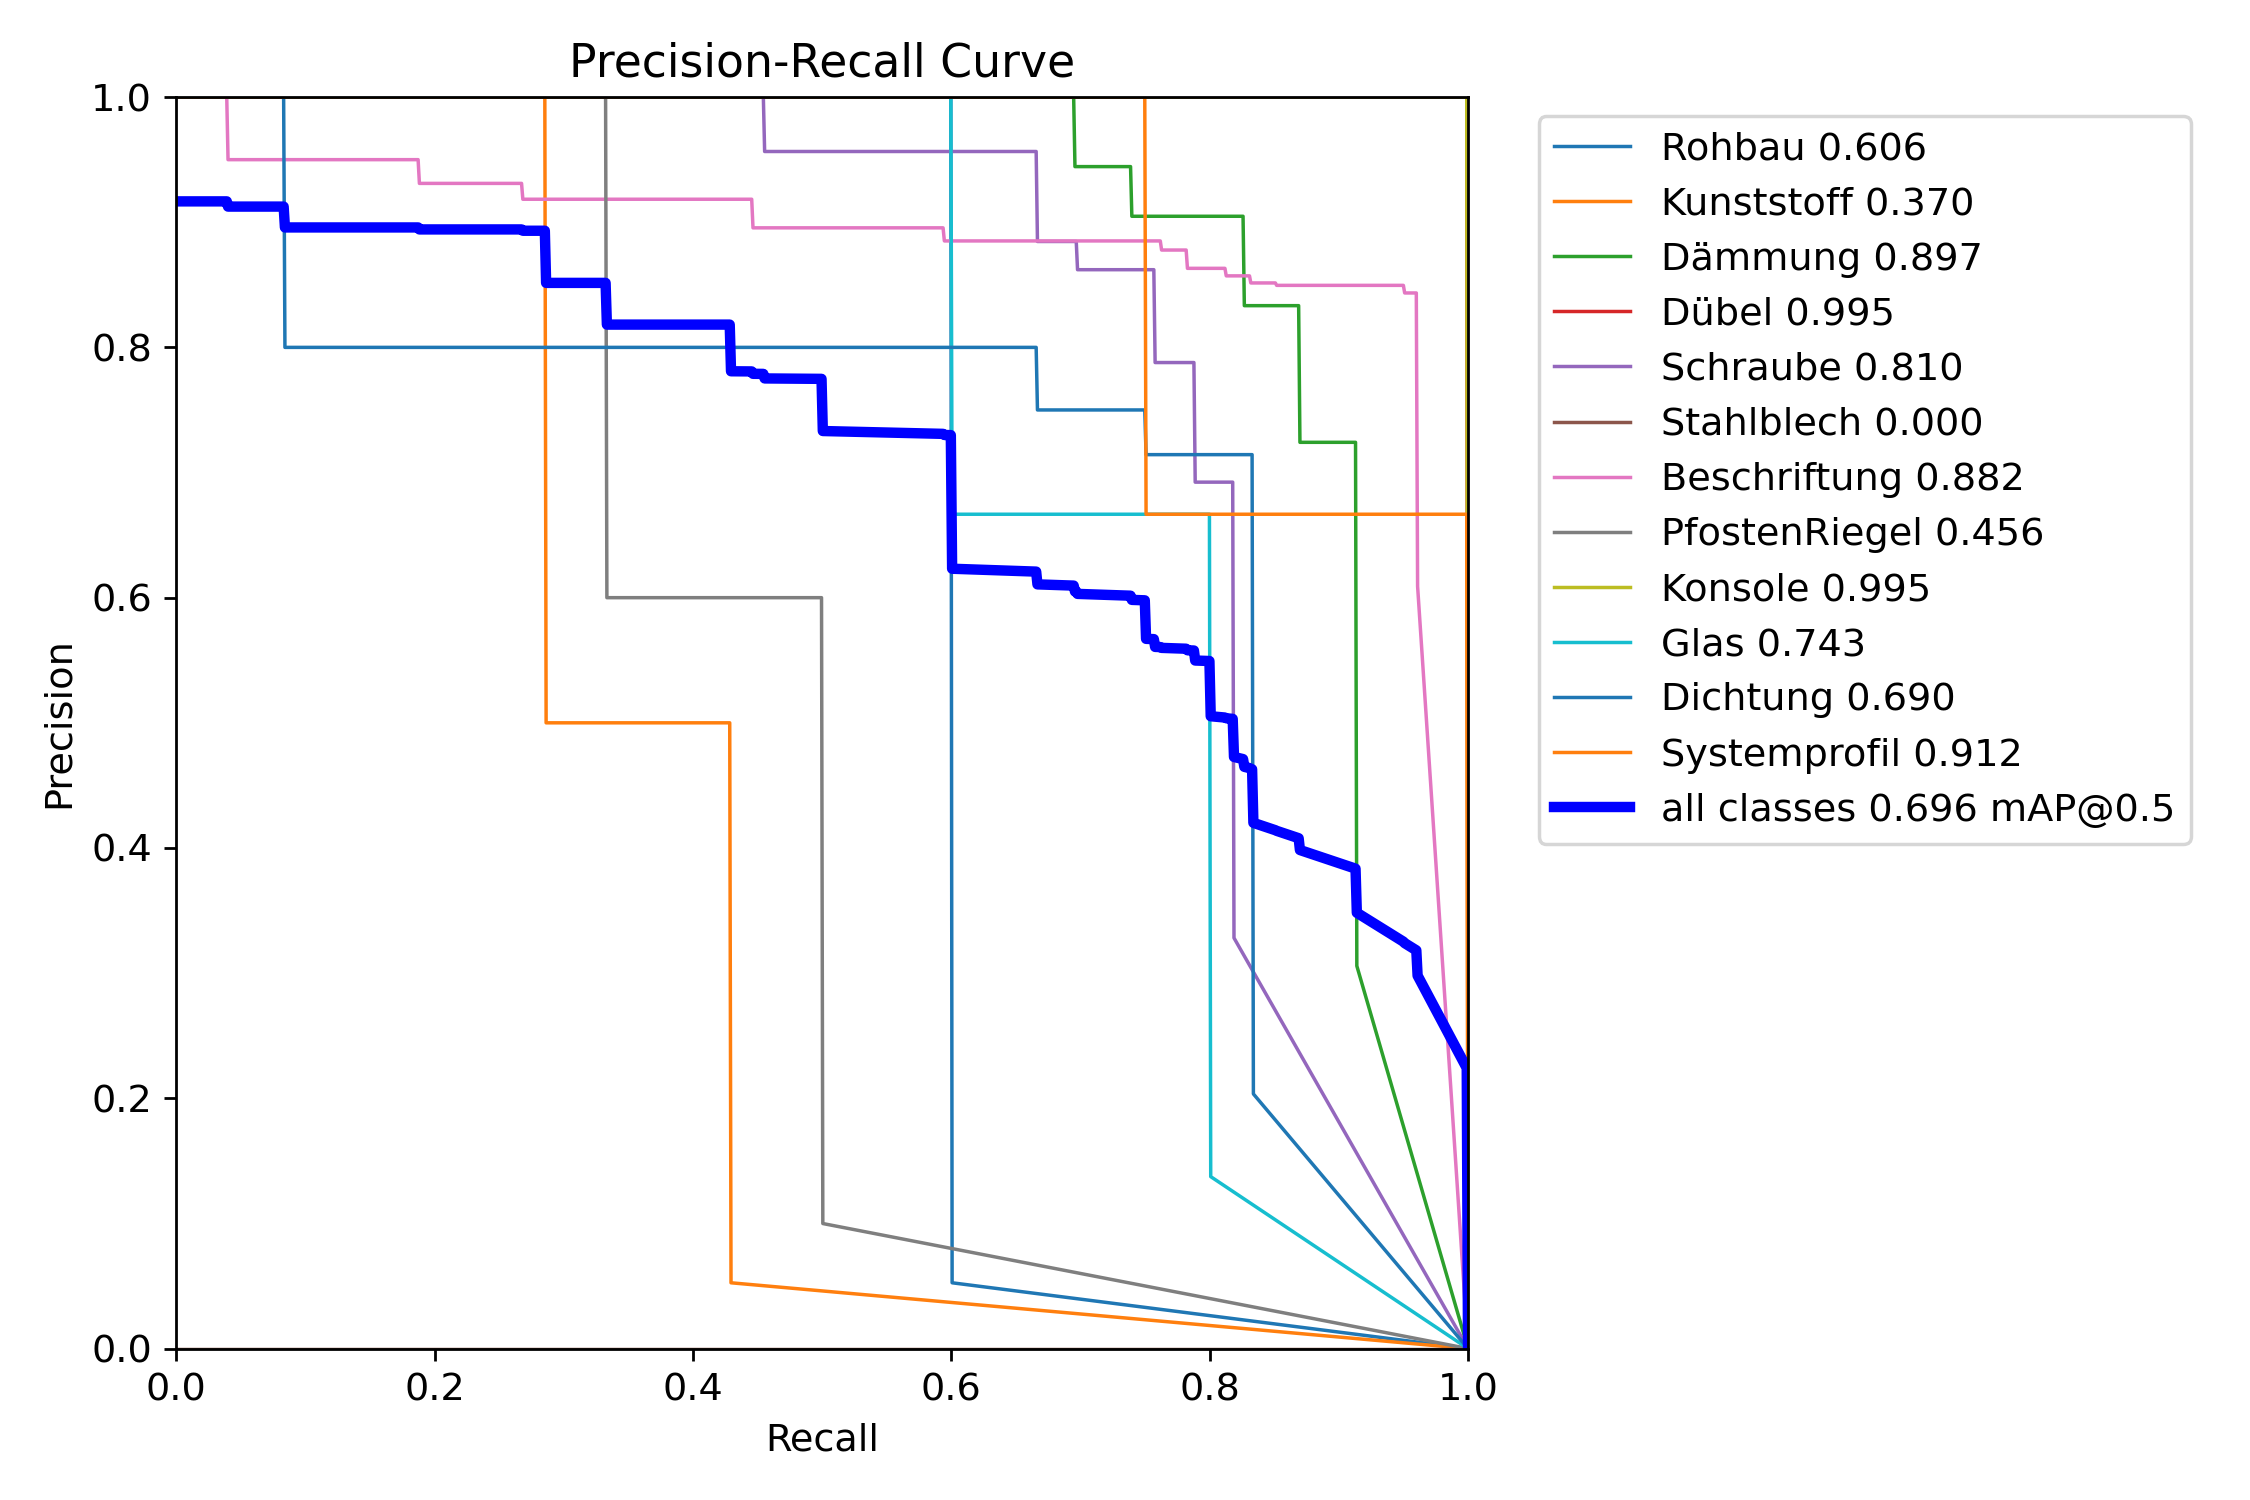 Precision-Recall Curve
1.0
0.8
0.6
0.4
0.2
0.0
Precision
0.0 0.2 0.4 0.6 0.8 1.0
Recall
Rohbau 0.606
Kunststoff 0.370
Dämmung 0.897
Dübel 0.995
Schraube 0.810
Stahlblech 0.000
Beschriftung 0.882
PfostenRiegel 0.456
Konsole 0.995
Glas 0.743
Dichtung 0.690
Systemprofil 0.912
all classes 0.696 mAP@0.5